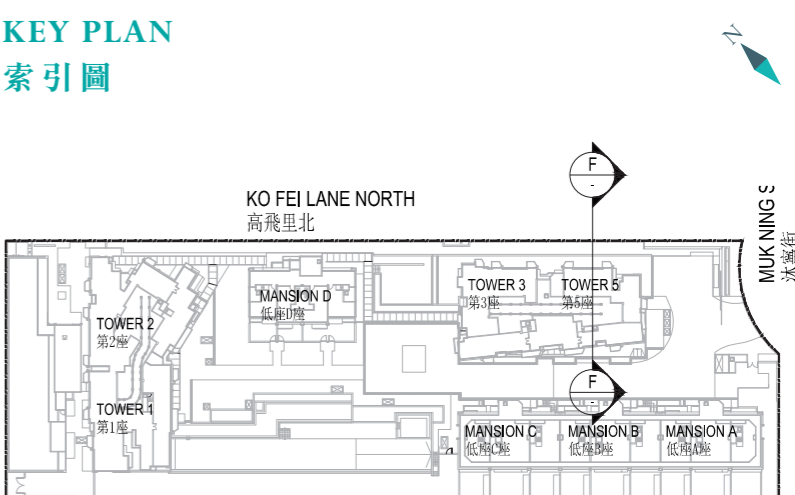 KEY PLAN
索引圖
N
F
-
KO FEI LANE NORTH
高飛里北
MUK NING S
沐寧街
TOWER 3
第3座
TOWER 5
第5座
MANSION D
低座D座
TOWER 2
第2座
TOWER 1
第1座
F
-
MANSION C
低座C座
MANSION B
低座B座
MANSION A
低座A座